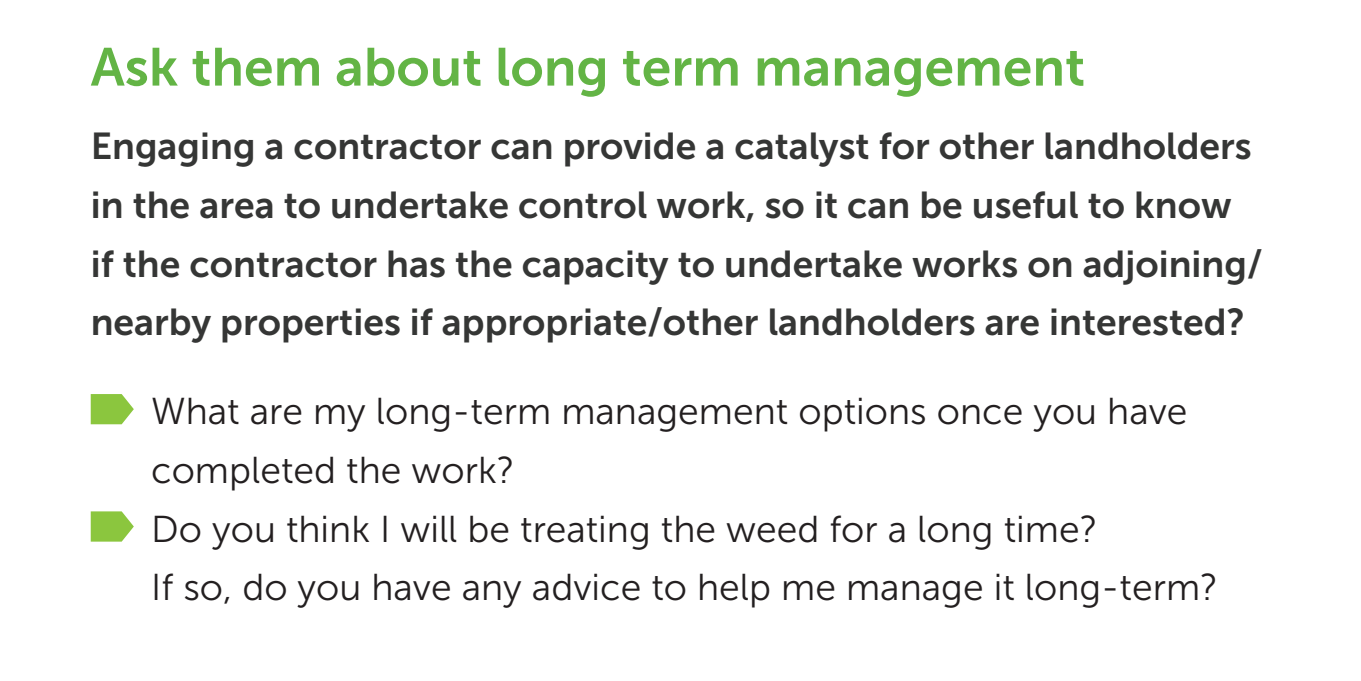 Ask them about long term management
Engaging a contractor can provide a catalyst for other landholders
in the area to undertake control work, so it can be useful to know
if the contractor has the capacity to undertake works on adjoining/
nearby properties if appropriate/other landholders are interested?
What are my long-term management options once you have
completed the work?
Do you think I will be treating the weed for a long time?
If so, do you have any advice to help me manage it long-term?